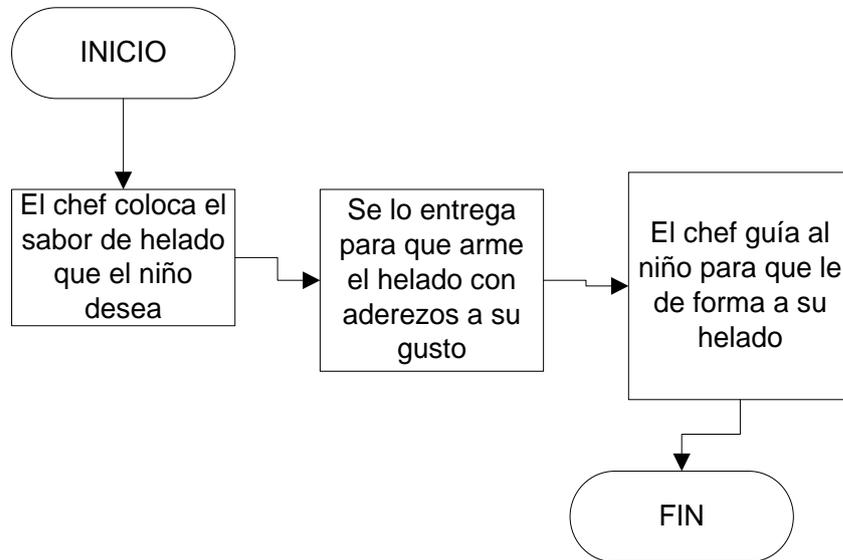 INICIO
El chef coloca el
sabor de helado
que el niño
desea
Se lo entrega
para que arme
el helado con
aderezos a su
gusto
El chef guía al
niño para que le
de forma a su
helado
FIN